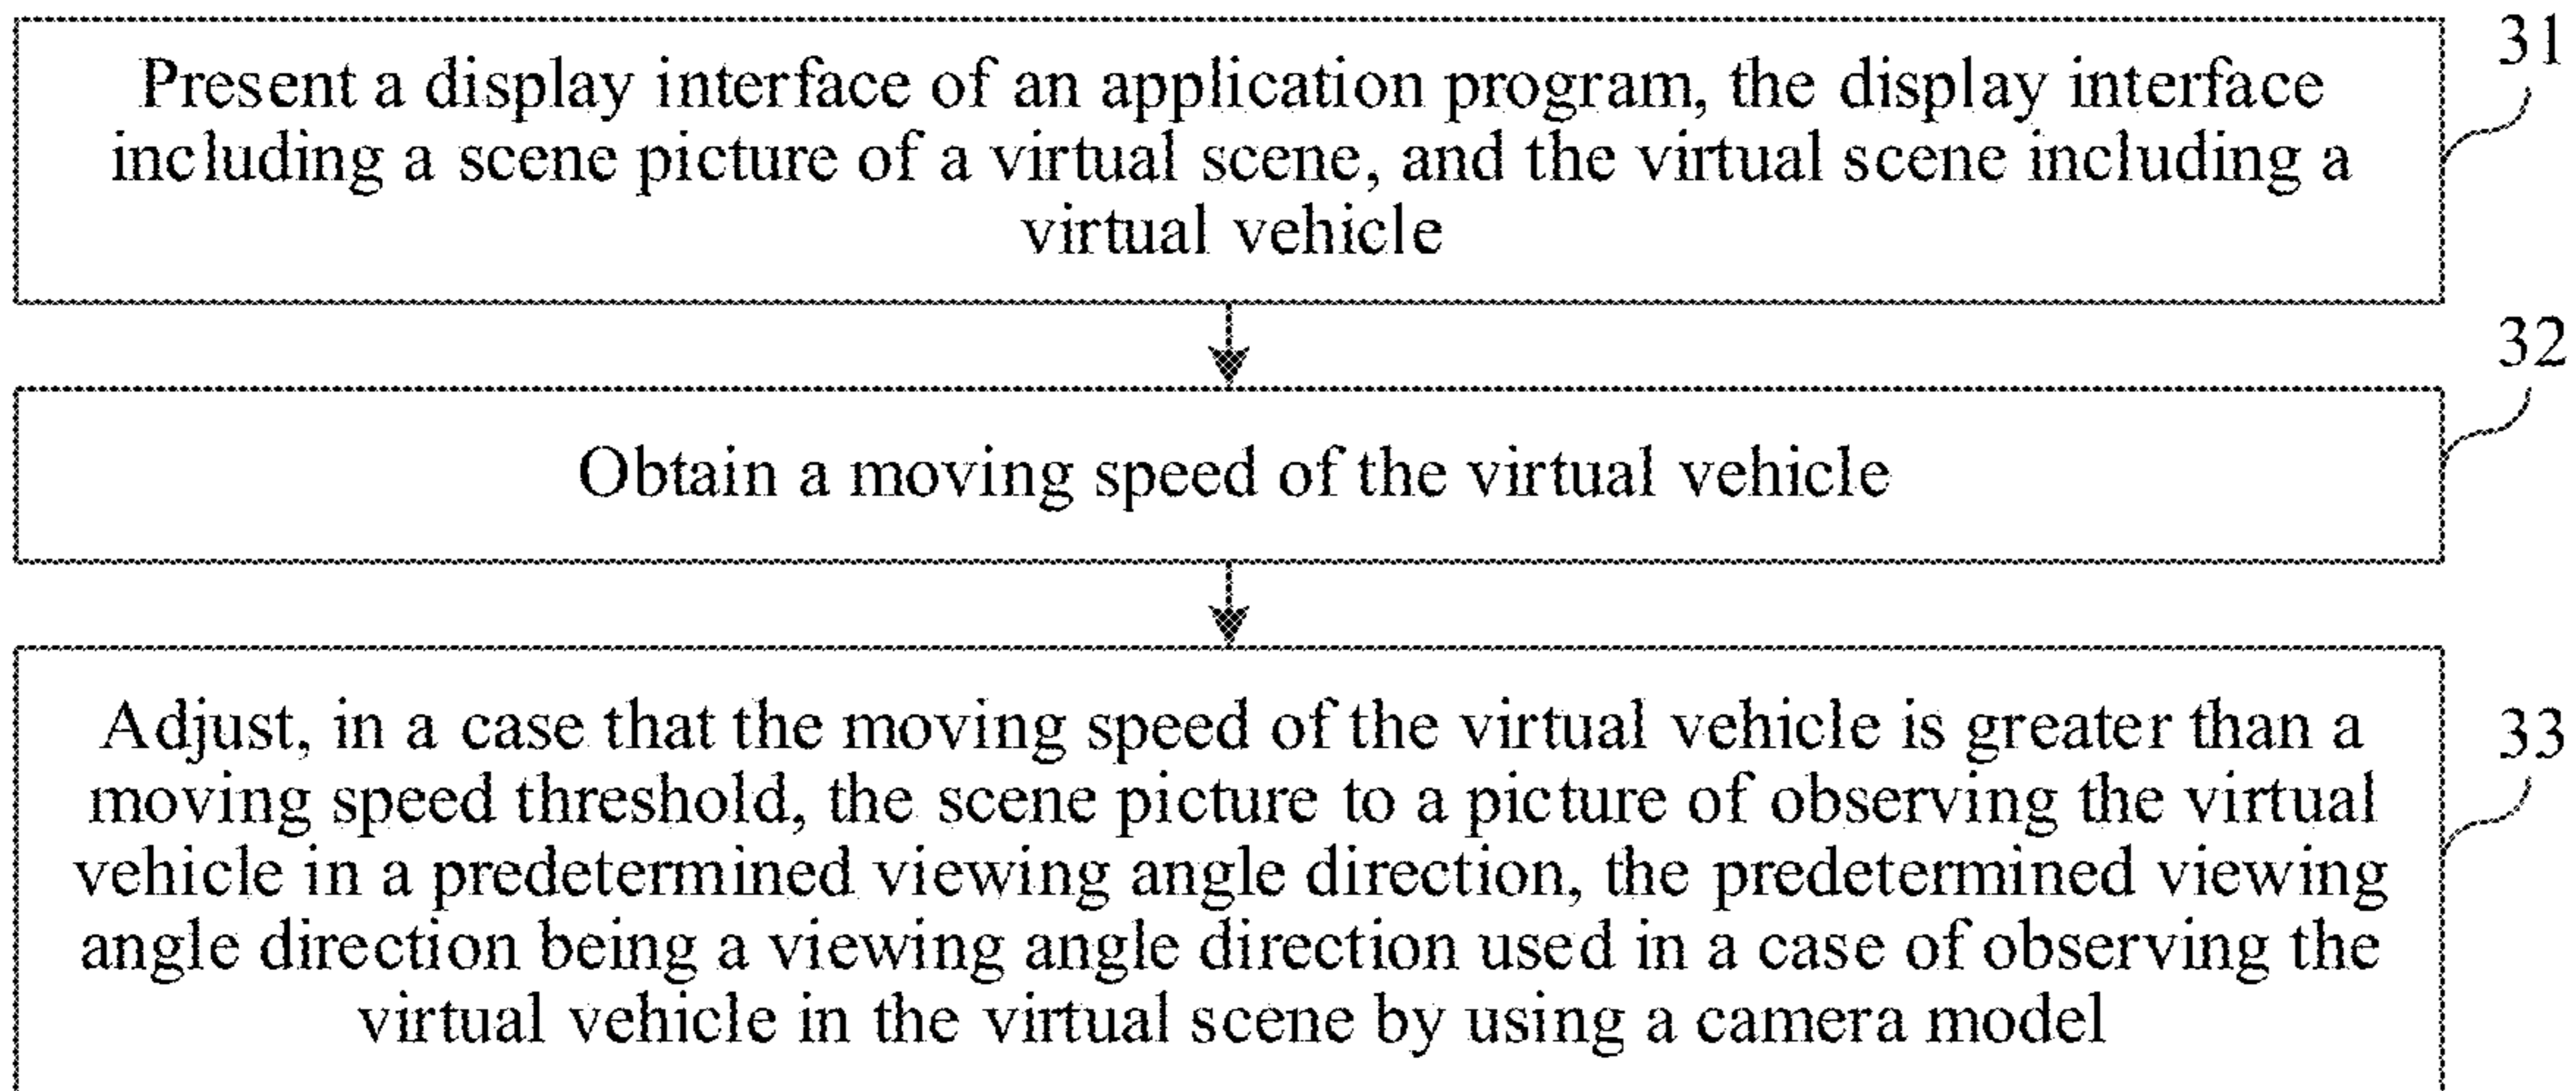 Present a display interface of an application program, the display interface
including a scene picture of a virtual scene, and the virtual scene including a
virtual vehicle
31
Obtain a moving speed of the virtual vehicle
32
Adjust, in a case that the moving speed of the virtual vehicle is greater than a
moving speed threshold, the scene picture to a picture of observing the virtual
vehicle in a predetermined viewing angle direction, the predetermined viewing
angle direction being a viewing angle direction used in a case of observing the
virtual vehicle in the virtual scene by using a camera model
33